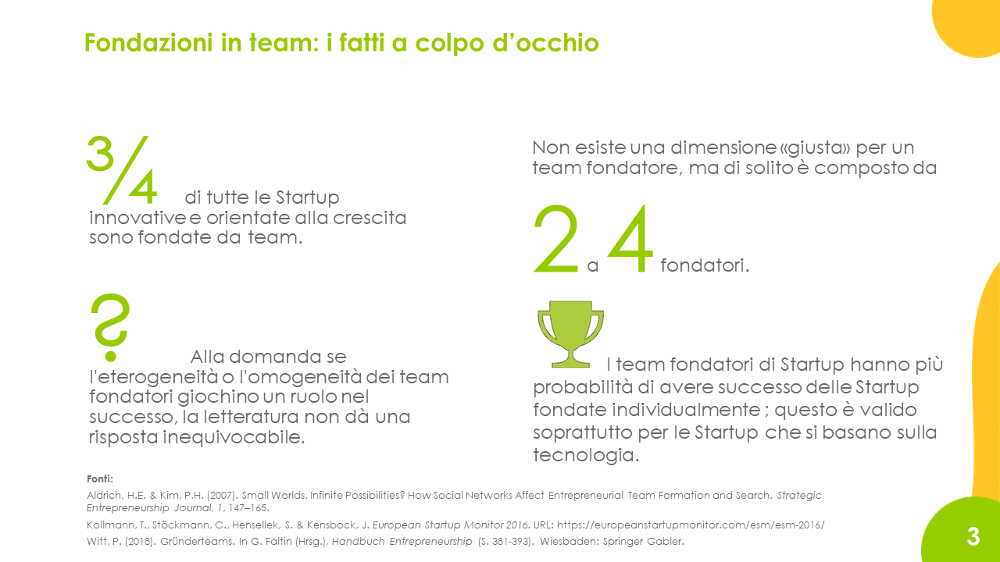 Fondazioni in team: i fatti a colpo d’occhio
¾ di tutte le Startup
innovative e orientate alla crescita
sono fondate da team.
Non esiste una dimensione «giusta» per un
team fondatore, ma di solito è composto da
2 a 4 fondatori.
? Alla domanda se
l'eterogeneità o l'omogeneità dei team
fondatori giochino un ruolo nel
successo, la letteratura non dà una
risposta inequivocabile.
I team fondatori di Startup hanno più
probabilità di avere successo delle Startup
fondate individualmente ; questo è valido
soprattutto per le Startup che si basano sulla
tecnologia.
Fonti:
Aldrich, H.E. & Kim, P.H. (2007). Small Worlds, Infinite Possibilities? How Social Networks Affect Entrepreneurial Team Formation and Search. Strategic
Entrepreneurship Journal, 1, 147–165.
Kollmann, T., Stöckmann, C., Hensellek, S. & Kensbock, J. European Startup Monitor 2016. URL: https://europeanstartupmonitor.com/esm/esm-2016/
Witt, P. (2018). Gründerteams. In G. Faltin (Hrsg.), Handbuch Entrepreneurship (S. 381-393). Wiesbaden: Springer Gabler.
3